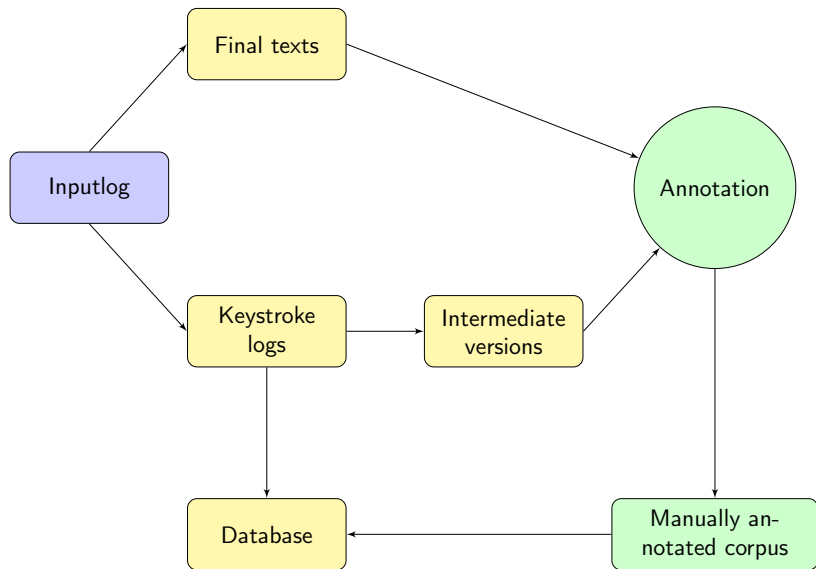 Final texts
Inputlog
Annotation
Keystroke
logs
Intermediate
versions
Database
Manually an-
notated corpus